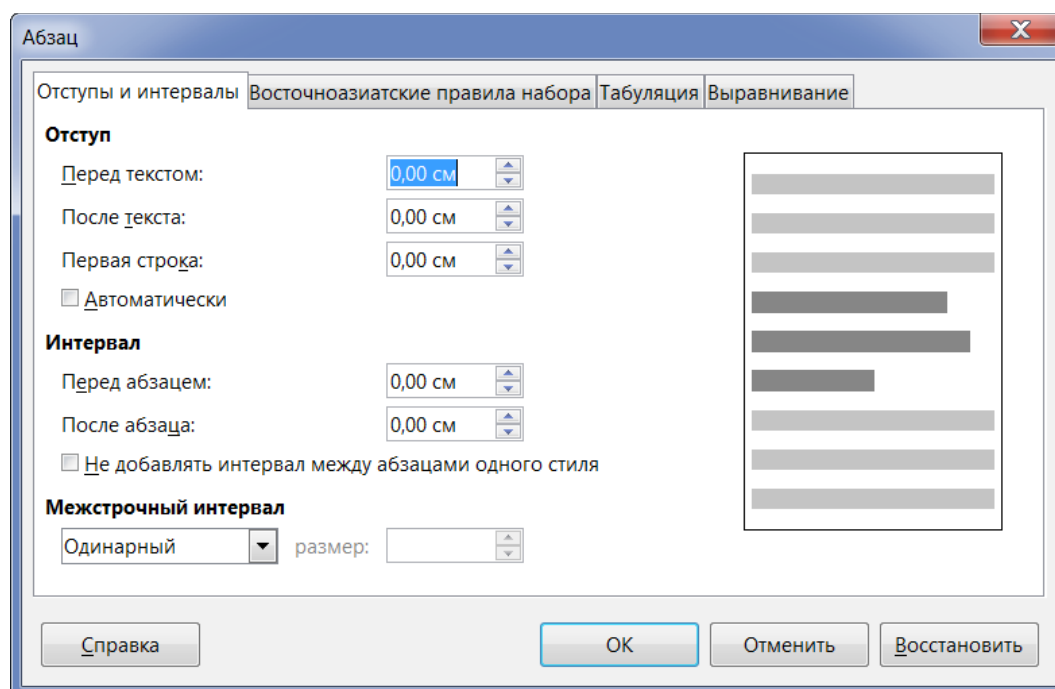 Абзац
Отступы и интервалы Восточноазиатские правила набора Табуляция Выравнивание
Отступ
Перед текстом: 0,00 см
После текста: 0,00 см
Первая строка: 0,00 см
Автоматически
Интервал
Перед абзацем: 0,00 см
После абзаца: 0,00 см
Не добавлять интервал между абзацами одного стиля
Межстрочный интервал
Одинарный размер:
Справка ОК Отменить Восстановить